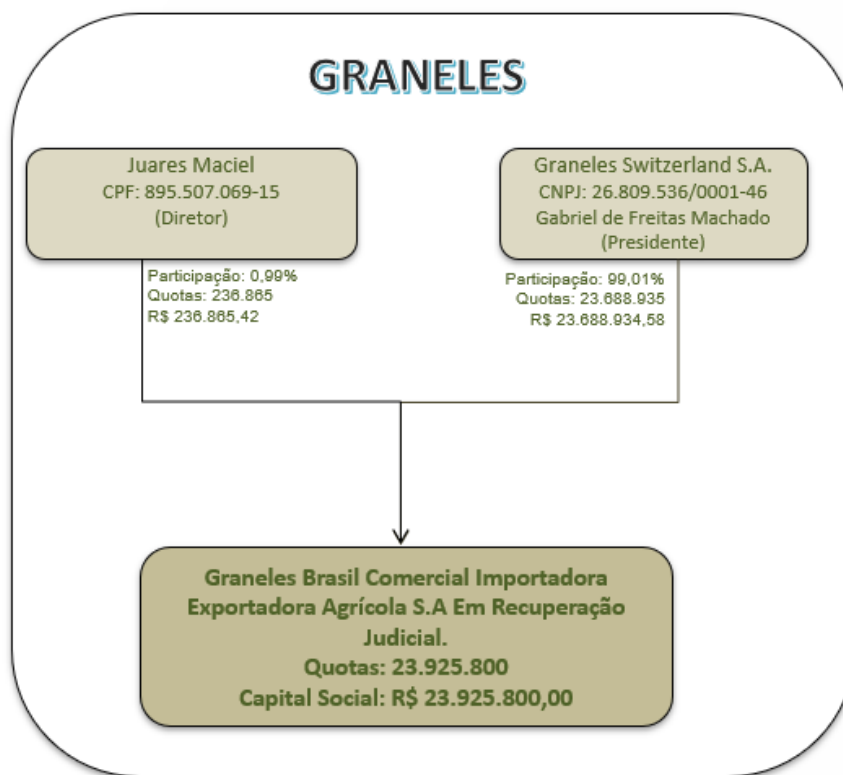 GRANELES
Juares Maciel
CPF: 895.507.069-15
(Diretor)
Graneles Switzerland S.A.
CNPJ: 26.809.536/0001-46
Gabriel de Freitas Machado
(Presidente)
Participação: 0,99%
Quotas: 236.865
R$ 236.865,42
Participação: 99,01%
Quotas: 23.688.935
R$ 23.688.934,58
Graneles Brasil Comercial Importadora
Exportadora Agrícola S.A Em Recuperação
Judicial.
Quotas: 23.925.800
Capital Social: R$ 23.925.800,00